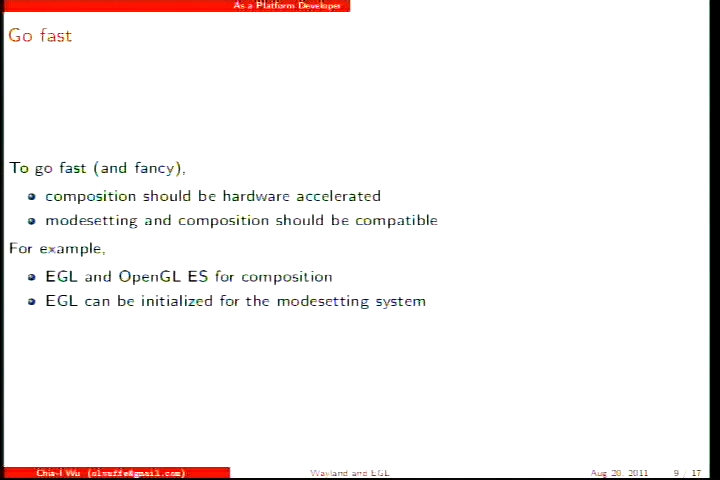 As a Platform Developer
Go fast
To go fast (and fancy),
composition should be hardware accelerated
modesetting and composition should be compatible
For example,
EGL and OpenGL ES for composition
EGL can be initialized for the modesetting system
Chia-I Wu (olvaffe@gmail.com)
Wayland and EGL
Aug 20, 2011
9 / 17